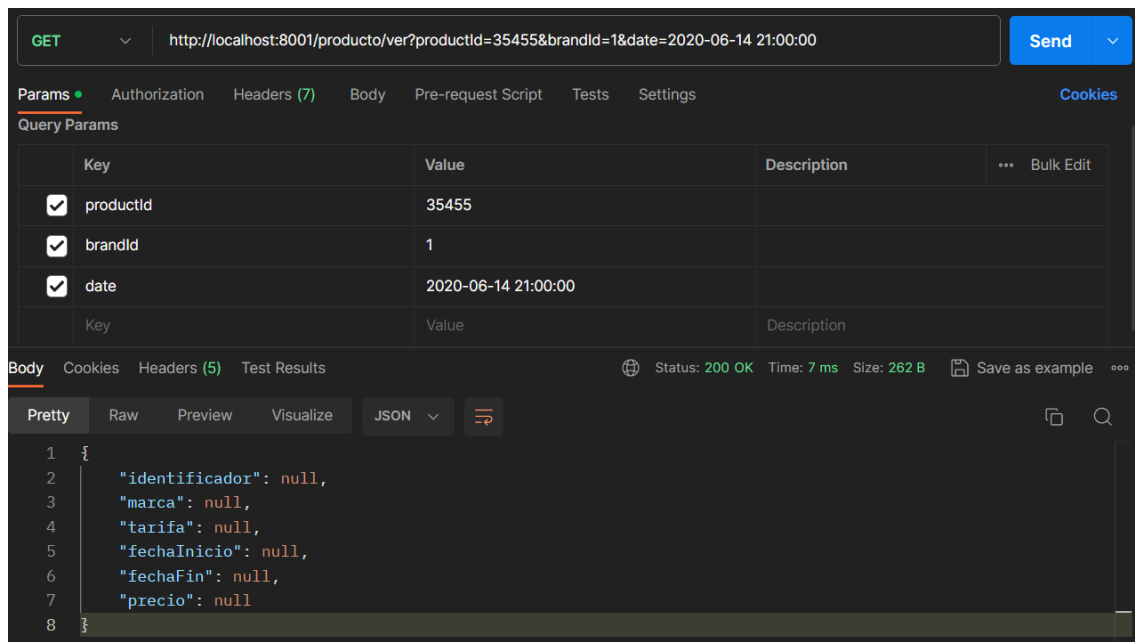 GET http://localhost:8001/producto/ver?productId=35455&brandId=1&date=2020-06-14 21:00:00 Send
Params Authorization Headers (7) Body Pre-request Script Tests Settings Cookies
Query Params
Key Value Description ••• Bulk Edit
productId 35455
brandId 1
date 2020-06-14 21:00:00
Key Value Description
Body Cookies Headers (5) Test Results Status: 200 OK Time: 7 ms Size: 262 B Save as example
Pretty Raw Preview Visualize JSON
1 {
2 "identificador": null,
3 "marca": null,
4 "tarifa": null,
5 "fechaInicio": null,
6 "fechaFin": null,
7 "precio": null
8 }